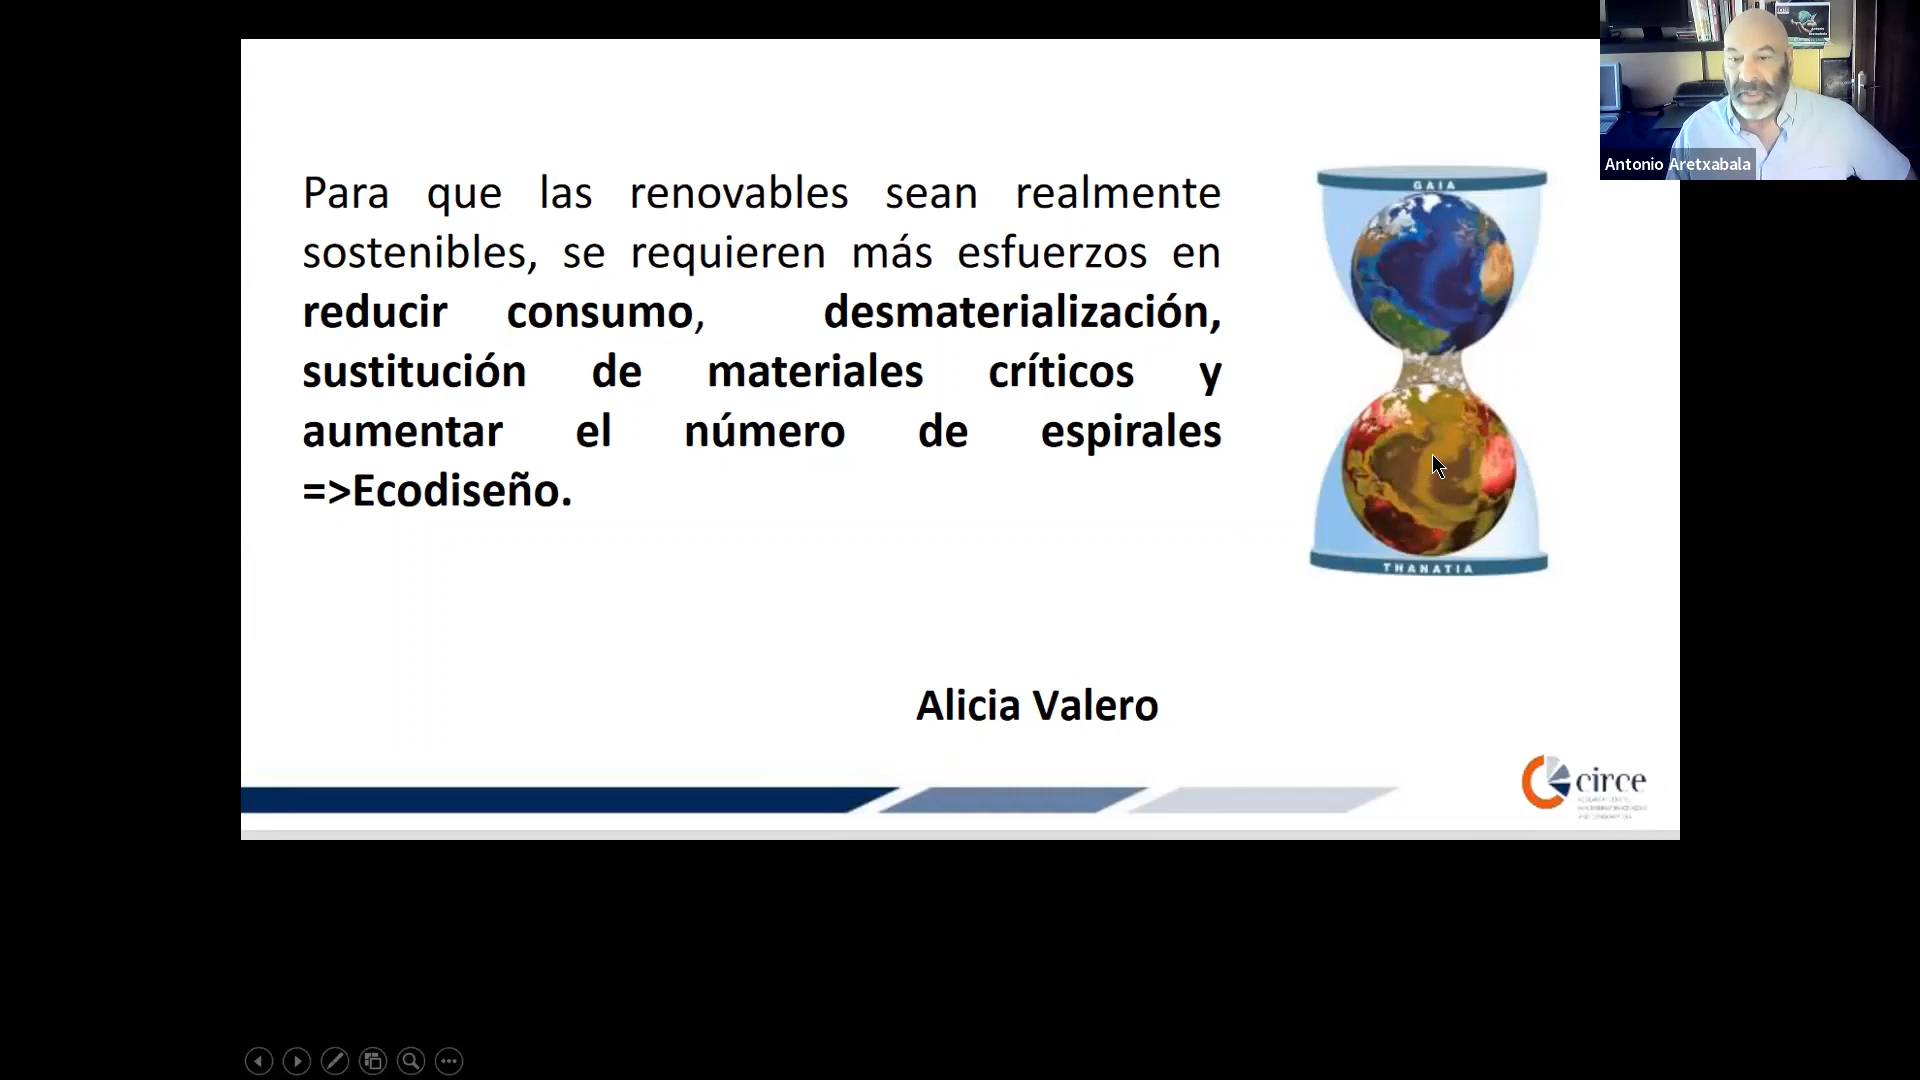 Antonio Aretxabala
Para que las renovables sean realmente
sostenibles, se requieren más esfuerzos en
reducir consumo, desmaterialización,
sustitución de materiales críticos y
aumentar el número de espirales
=>Ecodiseño.
GAIA
THANATIA
Alicia Valero
circe